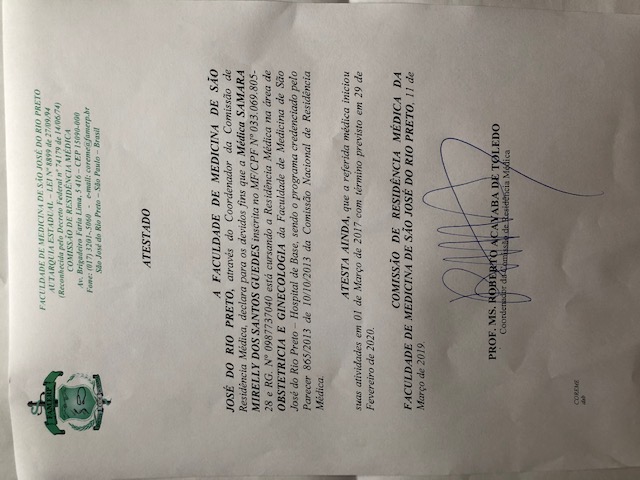 FACULDADE DE MEDICINA DE SÃO JOSÉ DO RIO PRETO
AUTARQUIA ESTADUAL – LEI Nº 8899 de 27/09/94
(Reconhecida pelo Decreto Federal nº 74179 de 14/06/74)
COMISSÃO DE RESIDÊNCIA MÉDICA
Av. Brigadeiro Faria Lima, 5 416 – CEP 15090-000
Fone: (017) 3201-5060 - e-mail: coreme@famerp.br
São José do Rio Preto – São Paulo – Brasil
FAMERP
ATESTADO
A FACULDADE DE MEDICINA DE SÃO
JOSÉ DO RIO PRETO, através do Coordenador da Comissão de
Residência Médica, declara para os devidos fins que a Médica SAMARA
MIRELLY DOS SANTOS GUEDES inscrita no MF/CPF Nº 033.069.805-
28 e RG. Nº 0987737040 está cursando a Residência Médica na área de
OBSTETRICIA E GINECOLOGIA da Faculdade de Medicina de São
José do Rio Preto – Hospital de Base, sendo o programa credenciado pelo
Parecer 865/2013 de 10/10/2013 da Comissão Nacional de Residência
Médica.
ATESTA AINDA, que a referida médica iniciou
suas atividades em 01 de Março de 2017 com término previsto em 29 de
Fevereiro de 2020.
COMISSÃO DE RESIDÊNCIA MÉDICA DA
FACULDADE DE MEDICINA DE SÃO JOSÉ DO RIO PRETO, 11 de
Março de 2019.
PROF. MS. ROBERTO ACAYABA DE TOLEDO
Coordenador da Comissão de Residência Médica
C/COREME